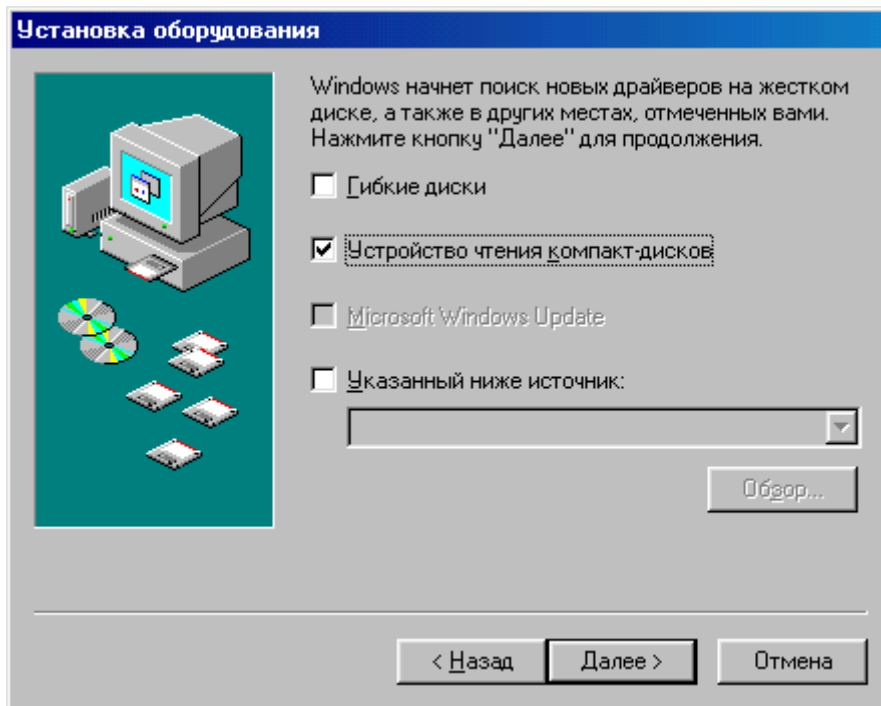 Установка оборудования
Windows начнет поиск новых драйверов на жестком
диске, а также в других местах, отмеченных вами.
Нажмите кнопку "Далее" для продолжения.
Гибкие диски
Устройство чтения компакт-дисков
Microsoft Windows Update
Указанный ниже источник:
Обзор...
< Назад
Далее >
Отмена